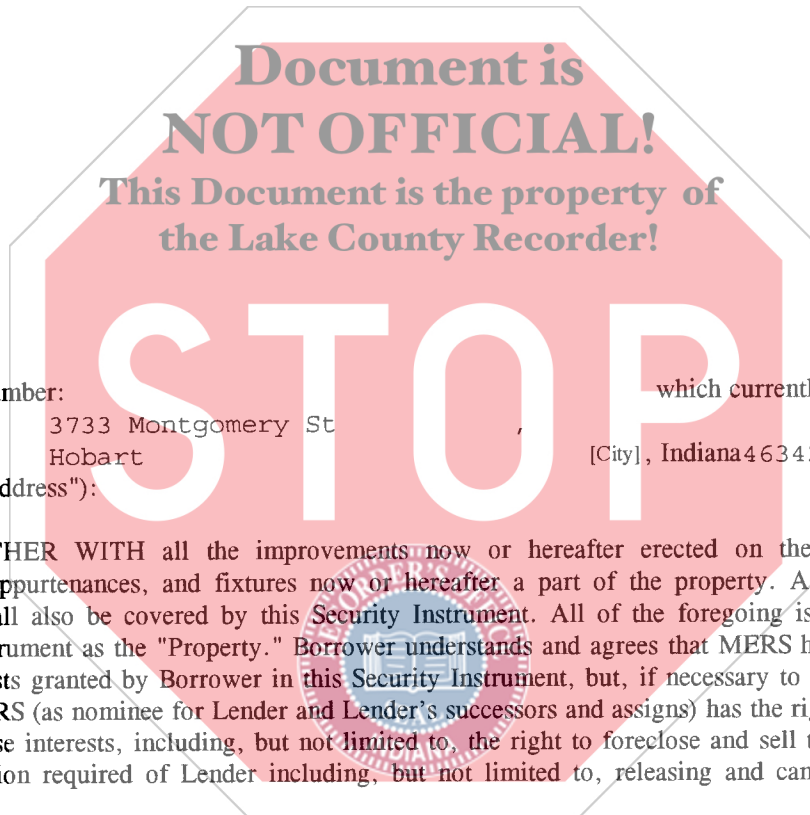 Document is
NOT OFFICIAL!
This Document is the property of
the Lake County Recorder!
STOP
mber:
which currentl
3733 Montgomery St ,
Hobart [City], Indiana 4634
ddress"):
HER WITH all the improvements now or hereafter erected on the
ppurtenances, and fixtures now or hereafter a part of the property. A
ll also be covered by this Security Instrument. All of the foregoing is
rument as the "Property." Borrower understands and agrees that MERS h
sts granted by Borrower in this Security Instrument, but, if necessary to
RS (as nominee for Lender and Lender's successors and assigns) has the rig
se interests, including, but not limited to, the right to foreclose and sell t
ion required of Lender including, but not limited to, releasing and can